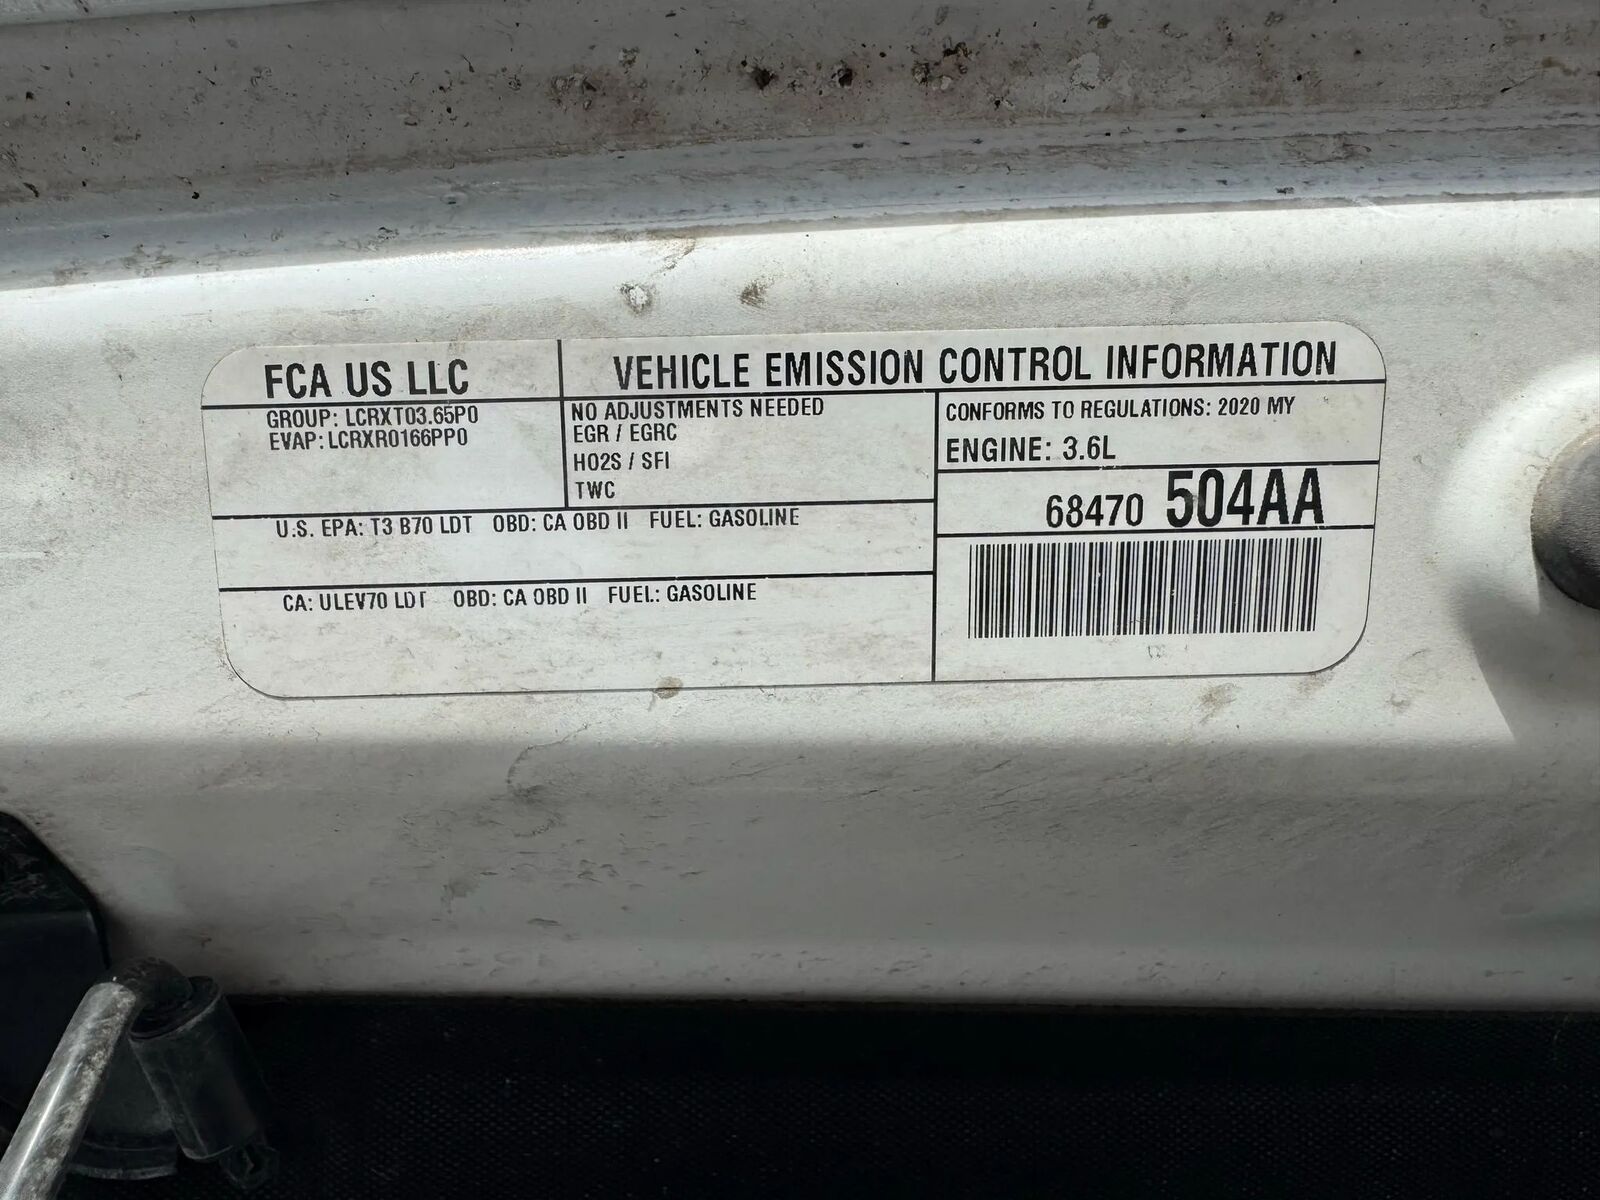 FCA US LLC
VEHICLE EMISSION CONTROL INFORMATION
GROUP: LCRXT03.65P0
EVAP: LCRXR0166PP0
NO ADJUSTMENTS NEEDED
EGR / EGRC
HO2S / SFI
TWC
CONFORMS TO REGULATIONS: 2020 MY
ENGINE: 3.6L
68470 504AA
U.S. EPA: T3 B70 LDT OBD: CA OBD II FUEL: GASOLINE
CA: ULEV70 LDT OBD: CA OBD II FUEL: GASOLINE